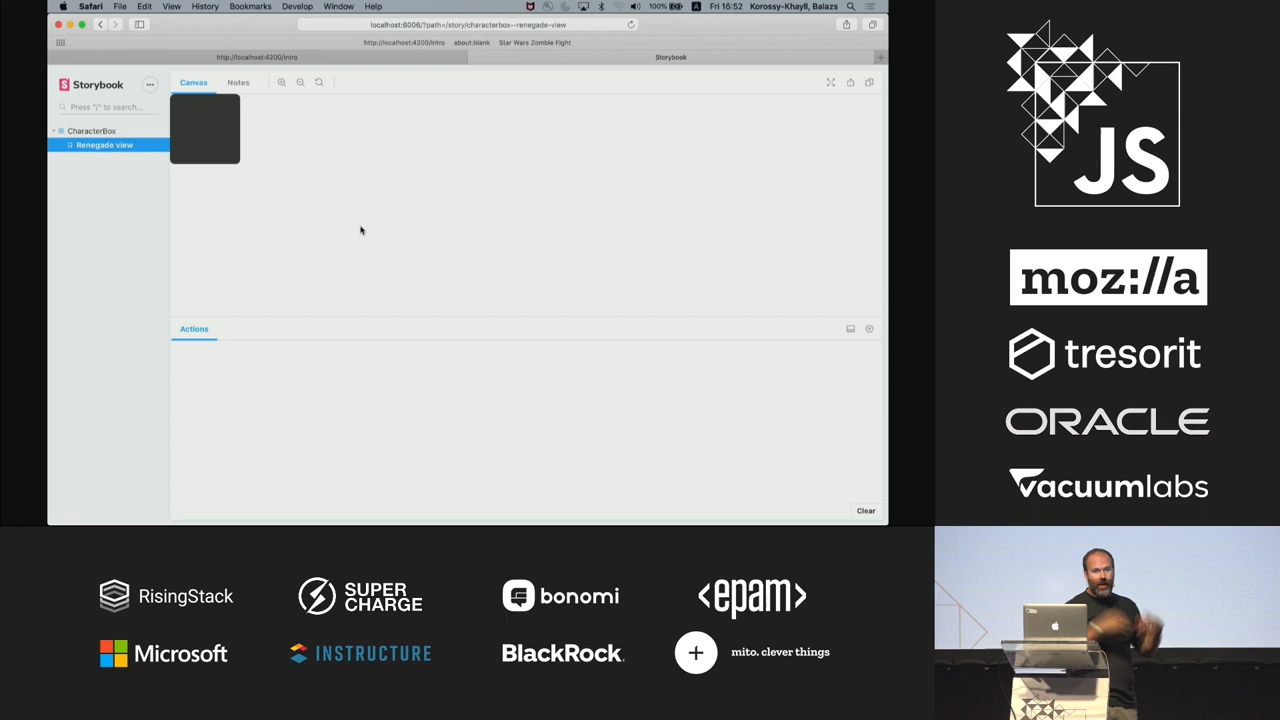 Safari File Edit View History Bookmarks Develop Window Help 100% Fri 16:52 Korossy-Khayll, Balazs
localhost:6006/?path=/story/characterbox--renegade-view
http://localhost:4200/intro about:blank Star Wars Zombie Fight
http://localhost:4200/intro Storybook
Storybook
Canvas Notes
Press "/" to search...
CharacterBox
Renegade view
Actions
Clear
JS
moz://a
tresorit
ORACLE
vacuumlabs
RisingStack
SUPER
CHARGE
bonomi
<epam>
Microsoft
INSTRUCTURE
BlackRock.
mito. clever things